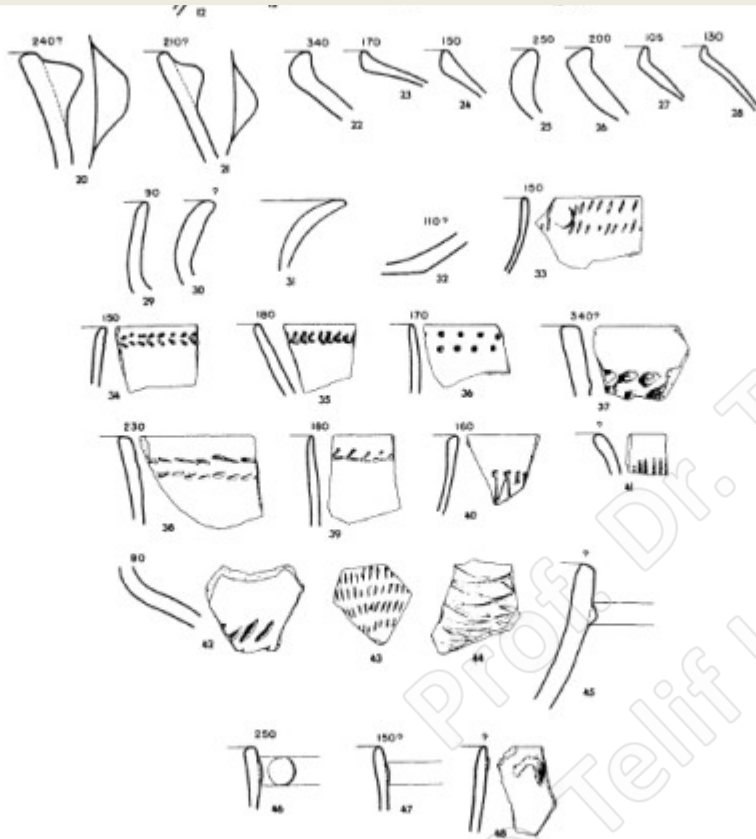 12
240? 210? 340 170 150 250 200 105 130
20 21 22 23 24 25 26 27 28
90 ? 110? 150
29 30 31 32 33
150 180 170 340?
34 35 36 37
230 180 160 ?
38 39 40 41
80 ?
42 43 44 45
250 150? ?
46 47 48
Prof. Dr. T
Telif